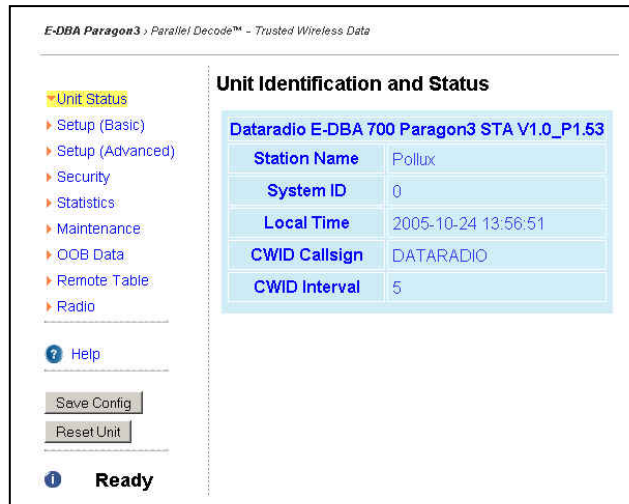 E-DBA Paragon3 › Parallel Decode™ – Trusted Wireless Data
Unit Status
Setup (Basic)
Setup (Advanced)
Security
Statistics
Maintenance
OOB Data
Remote Table
Radio
Help
Save Config
Reset Unit
Ready
Unit Identification and Status
Dataradio E-DBA 700 Paragon3 STA V1.0_P1.53
Station Name Pollux
System ID 0
Local Time 2005-10-24 13:56:51
CWID Callsign DATARADIO
CWID Interval 5